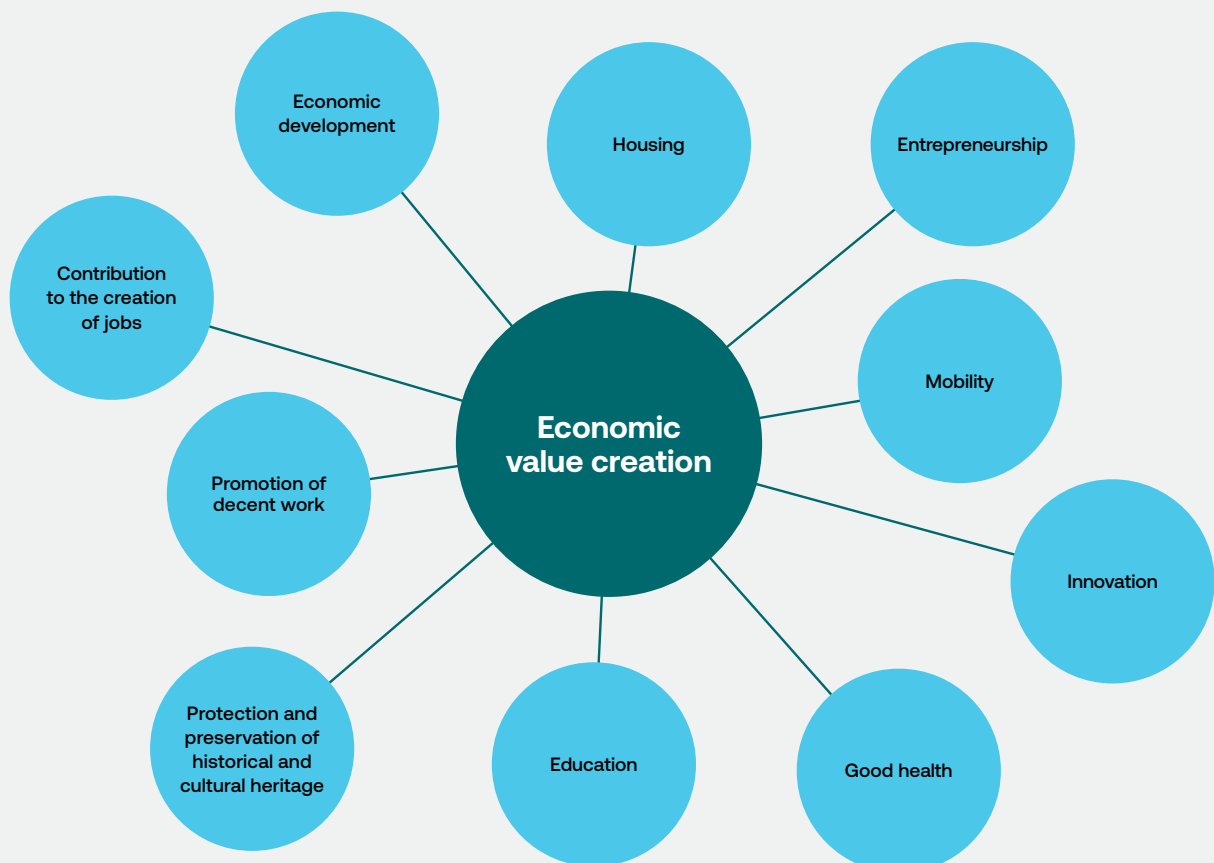 Economic
development
Housing
Entrepreneurship
Contribution
to the creation
of jobs
Mobility
Economic
value creation
Promotion of
decent work
Innovation
Protection and
preservation of
historical and
cultural heritage
Education
Good health